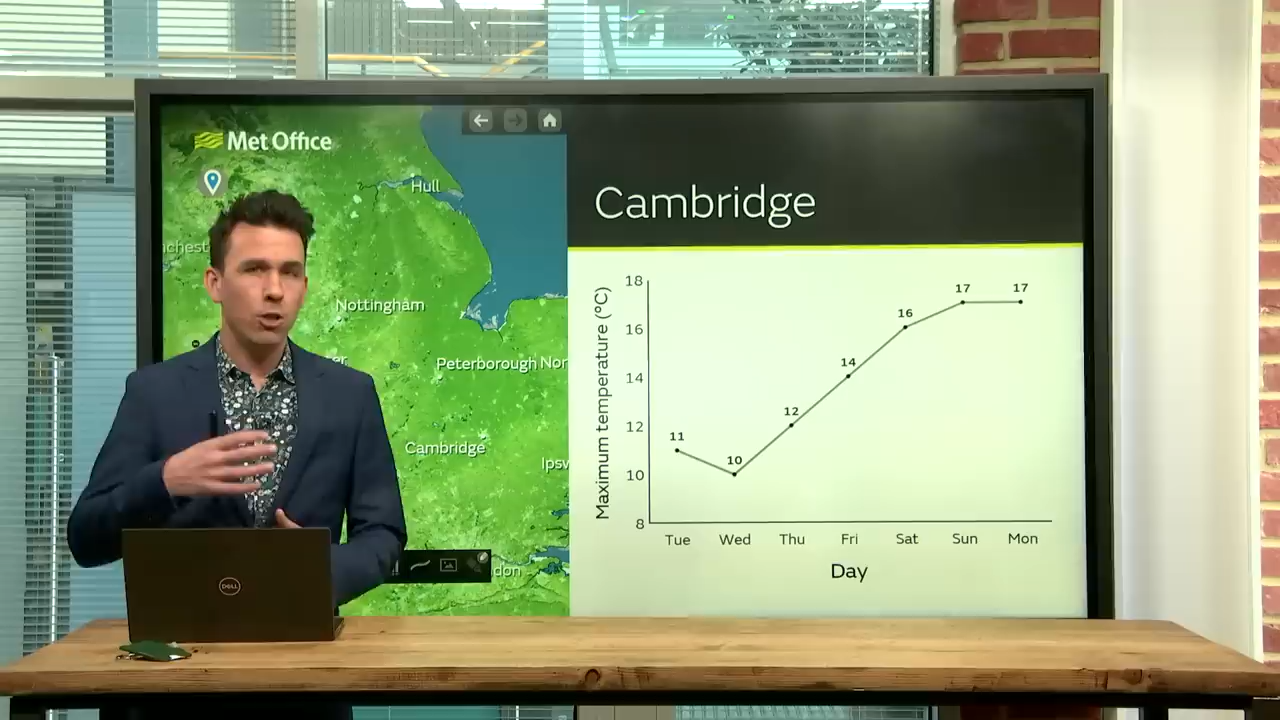 Met Office
Hull
Nottingham
Peterborough
Cambridge
Cambridge
Maximum temperature (°C)
18
16
14
12
10
8
11
10
12
14
16
17
17
Tue Wed Thu Fri Sat Sun Mon
Day
DELL